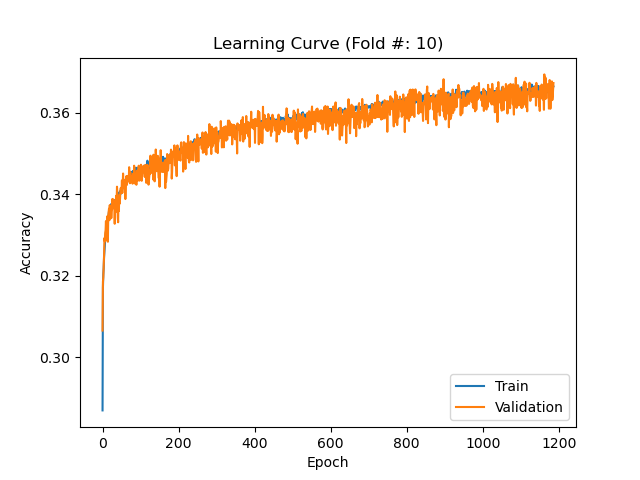 Learning Curve (Fold #: 10)
Accuracy
0.36
0.34
0.32
0.30
0
200
400
600
800
1000
1200
Epoch
Train
Validation